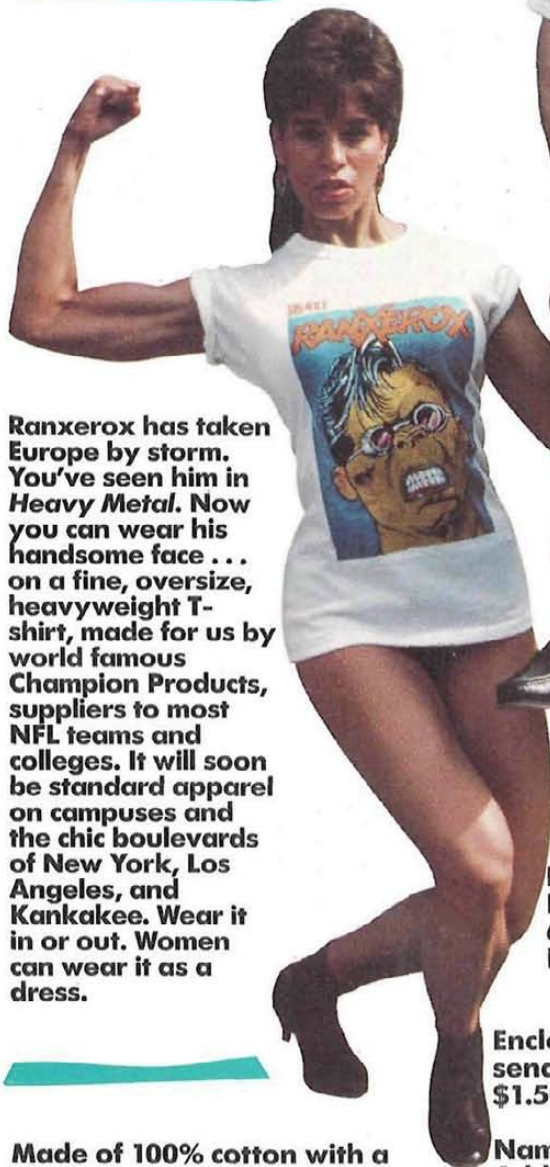 RANXEROX
Ranxerox has taken
Europe by storm.
You've seen him in
Heavy Metal. Now
you can wear his
handsome face . . .
on a fine, oversize,
heavyweight T-
shirt, made for us by
world famous
Champion Products,
suppliers to most
NFL teams and
colleges. It will soon
be standard apparel
on campuses and
the chic boulevards
of New York, Los
Angeles, and
Kankakee. Wear it
in or out. Women
can wear it as a
dress.
Made of 100% cotton with a
$1.5